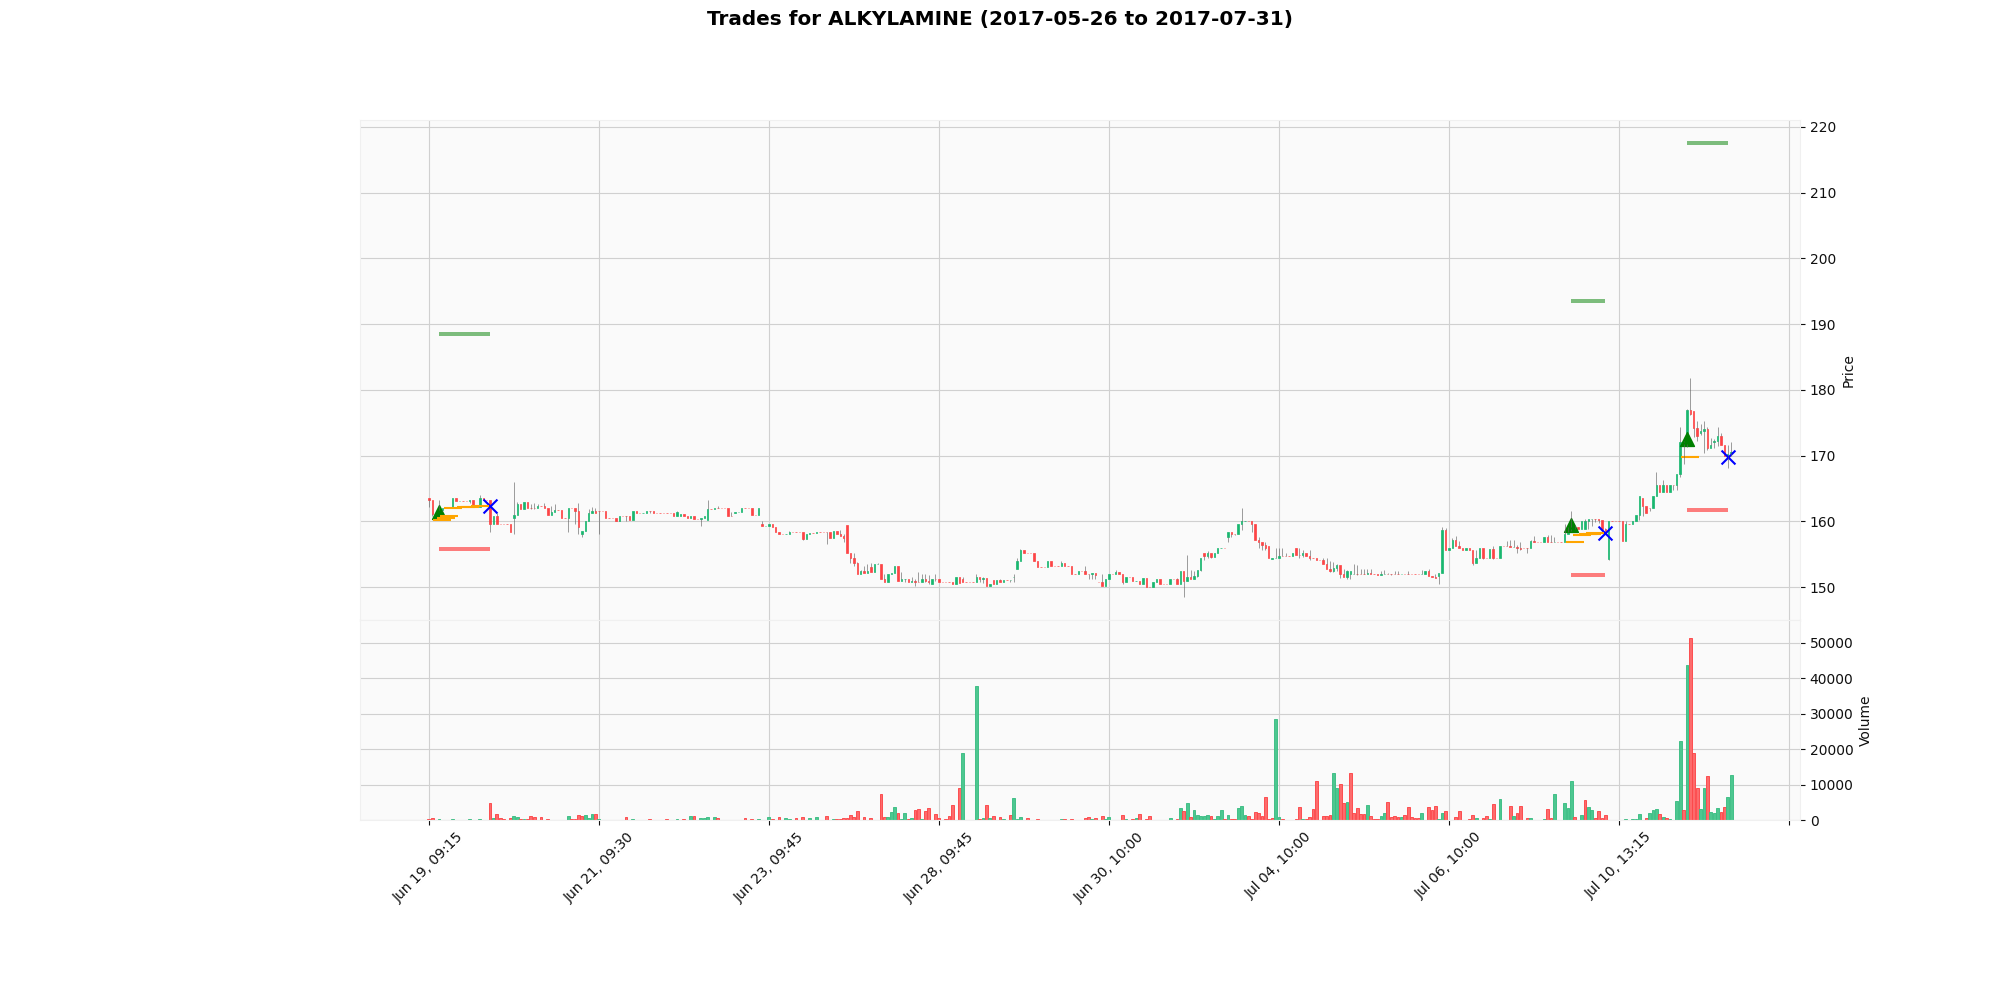 Trades for ALKYLAMINE (2017-05-26 to 2017-07-31)
220
210
200
190
180
170
160
150
Price
50000
40000
30000
20000
10000
0
Volume
Jun 19, 09:15
Jun 21, 09:30
Jun 23, 09:45
Jun 28, 09:45
Jun 30, 10:00
Jul 04, 10:00
Jul 06, 10:00
Jul 10, 13:15